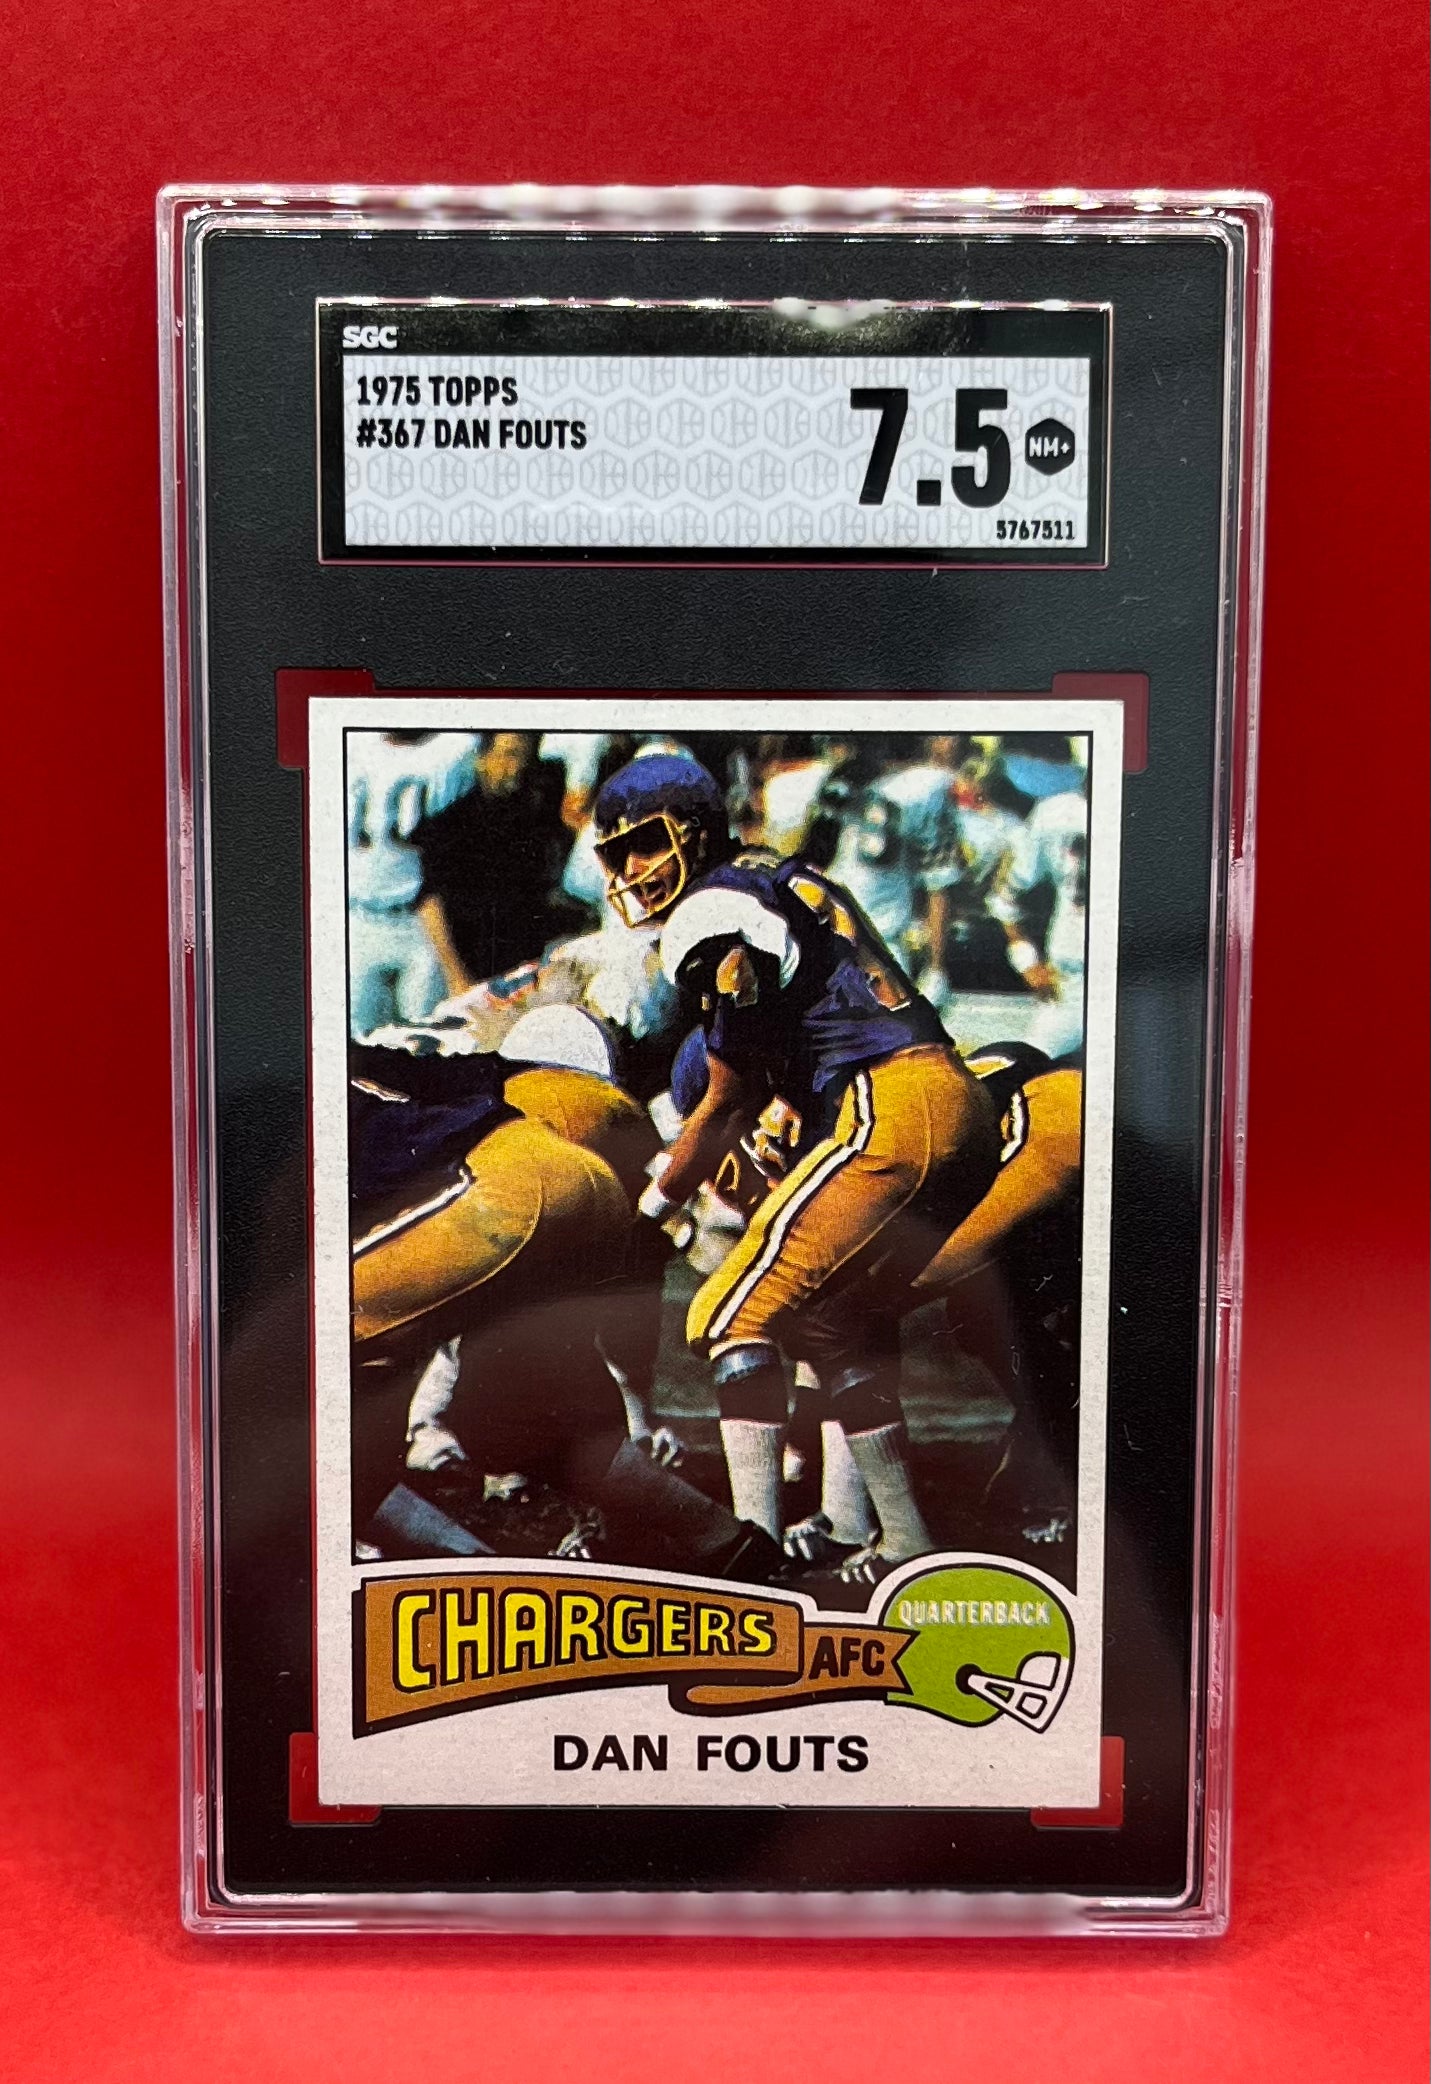 SGC
1975 TOPPS
#367 DAN FOUTS
7.5 NM+
5767511
CHARGERS
AFC
QUARTERBACK
DAN FOUTS